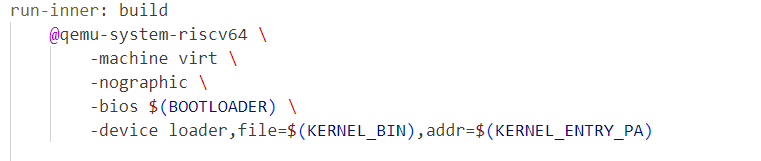 run-inner: build
    @qemu-system-riscv64 \
        -machine virt \
        -nographic \
        -bios $(BOOTLOADER) \
        -device loader,file=$(KERNEL_BIN),addr=$(KERNEL_ENTRY_PA)